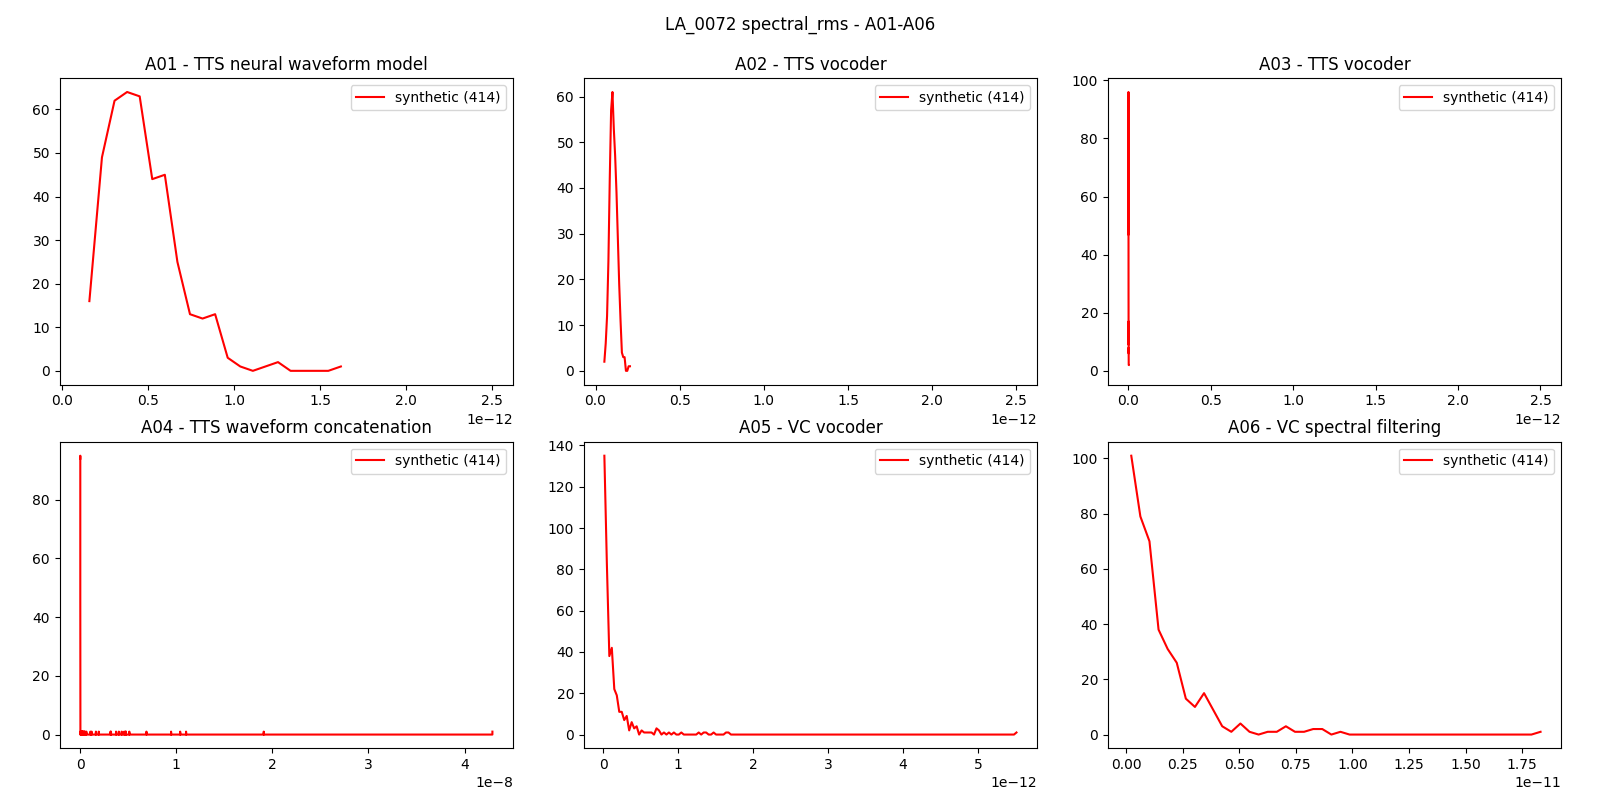 LA_0072 spectral_rms - A01-A06
A01 - TTS neural waveform model
synthetic (414)
60
50
40
30
20
10
0
0.0 0.5 1.0 1.5 2.0 2.5
1e−12
A02 - TTS vocoder
synthetic (414)
60
50
40
30
20
10
0
0.0 0.5 1.0 1.5 2.0 2.5
1e−12
A03 - TTS vocoder
synthetic (414)
100
80
60
40
20
0
0.0 0.5 1.0 1.5 2.0 2.5
1e−12
A04 - TTS waveform concatenation
synthetic (414)
80
60
40
20
0
0 1 2 3 4
1e−8
A05 - VC vocoder
synthetic (414)
140
120
100
80
60
40
20
0
0 1 2 3 4 5
1e−12
A06 - VC spectral filtering
synthetic (414)
100
80
60
40
20
0
0.00 0.25 0.50 0.75 1.00 1.25 1.50 1.75
1e−11